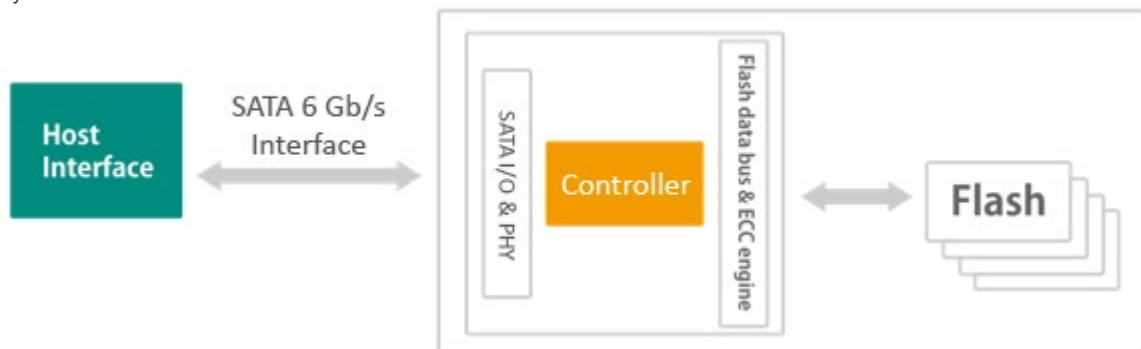 SATA 6 Gb/s
Interface
Host
Interface
SATA I/O & PHY
Controller
Flash data bus & ECC engine
Flash